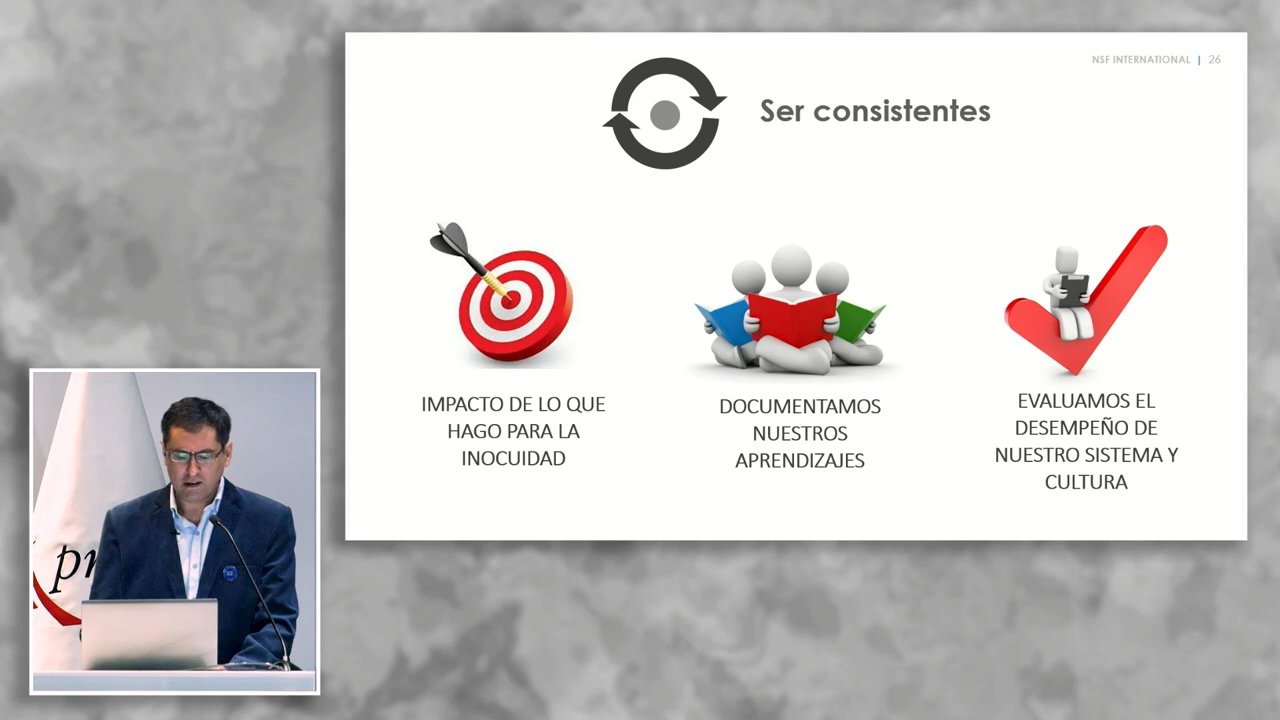 NSF INTERNATIONAL | 26
Ser consistentes
IMPACTO DE LO QUE
HAGO PARA LA
INOCUIDAD
DOCUMENTAMOS
NUESTROS
APRENDIZAJES
EVALUAMOS EL
DESEMPEÑO DE
NUESTRO SISTEMA Y
CULTURA